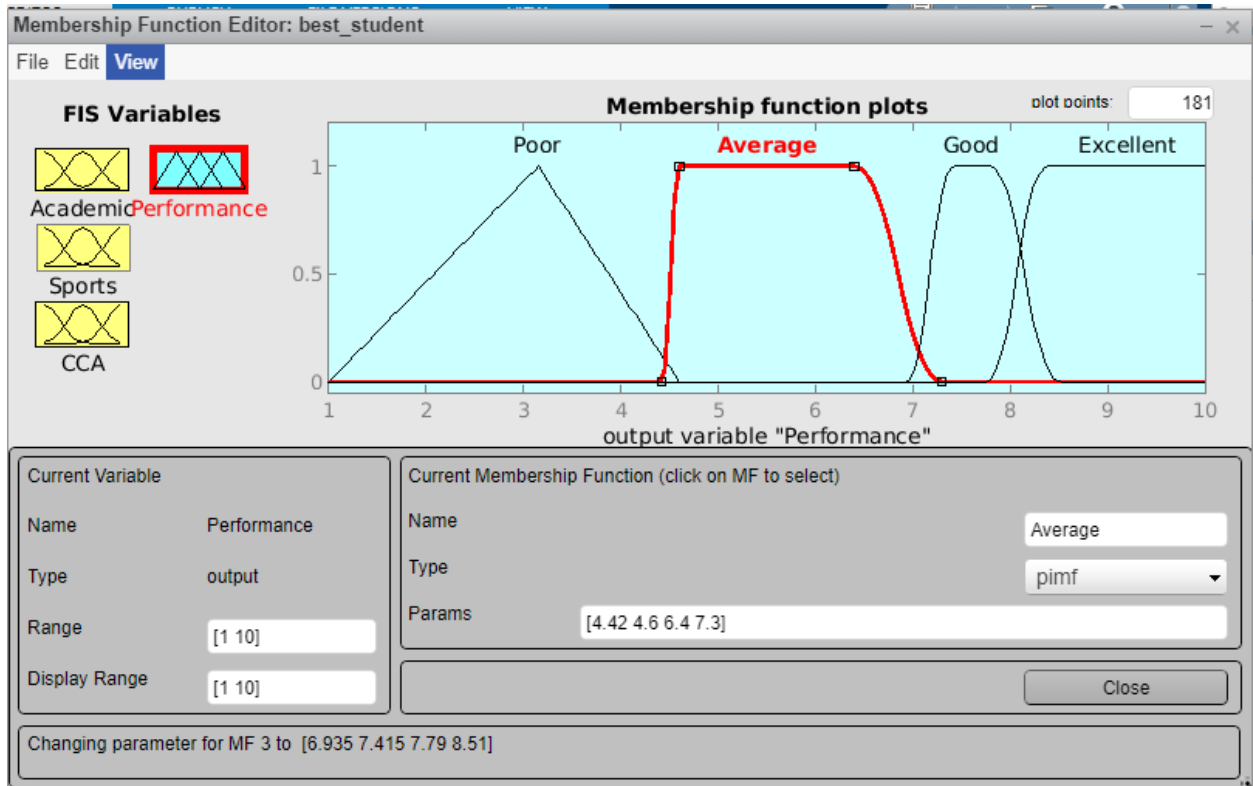 Membership Function Editor: best_student
File Edit View
FIS Variables
Academic
Performance
Sports
CCA
Membership function plots
plot points:
181
Poor
Average
Good
Excellent
1
0.5
0
1 2 3 4 5 6 7 8 9 10
output variable "Performance"
Current Variable
Name Performance
Type output
Range [1 10]
Display Range [1 10]
Current Membership Function (click on MF to select)
Name Average
Type pimf
Params [4.42 4.6 6.4 7.3]
Close
Changing parameter for MF 3 to [6.935 7.415 7.79 8.51]